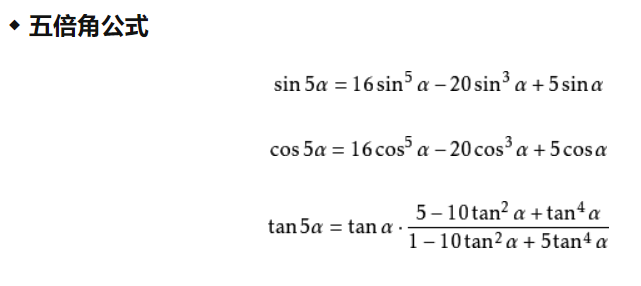 ◆ 五倍角公式
sin 5α = 16 sin⁵ α − 20 sin³ α + 5 sin α
cos 5α = 16 cos⁵ α − 20 cos³ α + 5 cos α
tan 5α = tan α · (5 − 10 tan² α + tan⁴ α) / (1 − 10 tan² α + 5 tan⁴ α)